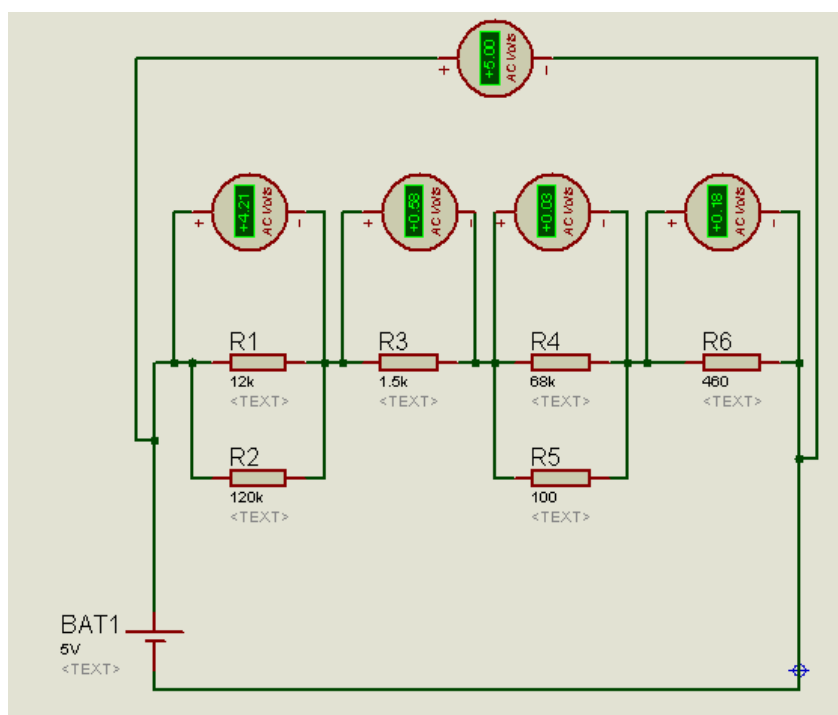 +5.00
AC Volts
+ -
+4.21
AC Volts
+ -
+0.58
AC Volts
+ -
+0.03
AC Volts
+ -
+0.18
AC Volts
+ -
R1
12k
<TEXT>
R3
1.5k
<TEXT>
R4
68k
<TEXT>
R6
460
<TEXT>
R2
120k
<TEXT>
R5
100
<TEXT>
BAT1
5V
<TEXT>